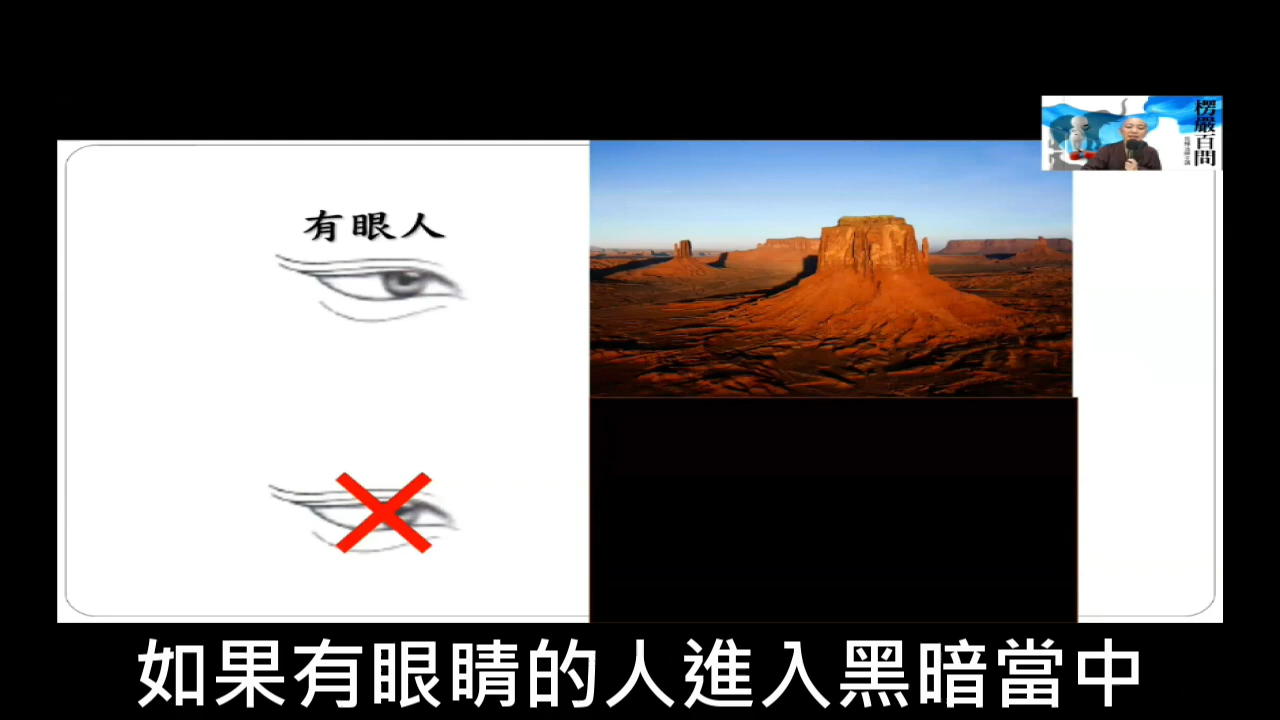 楞嚴百問
有眼人
如果有眼睛的人進入黑暗當中